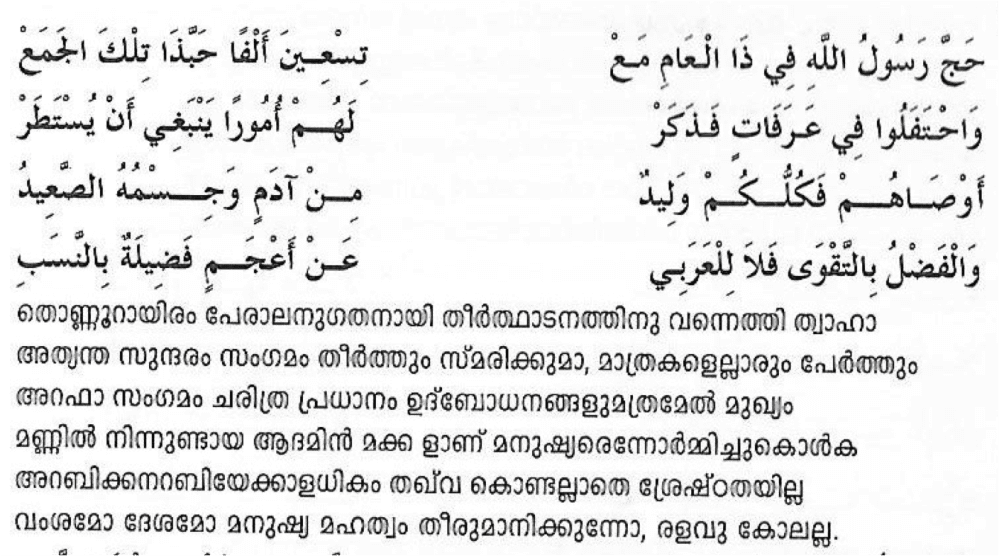 حَجَّ رَسُولُ اللَّهِ فِي ذَا الْعَامِ مَعْ تِسْعِينَ أَلْفًا حَبَّذَا تِلْكَ الجَمَعْ
وَاحْتَفَلُوا فِي عَرَفَاتٍ فَذَكَرْ لَهُمْ أُمُورًا يَنْبَغِي أَنْ يُسْتَطَرْ
أَوْصَاهُمْ فَكُلُّكُمْ وَلِيدٌ مِنْ آدَمٍ وَجِسْمُهُ الصَّعِيدُ
وَالْفَضْلُ بِالتَّقْوَى فَلاَ لِلْعَرَبِي عَنْ أَعْجَمٍ فَضِيلَةٌ بِالنَّسَبِ
തൊണ്ണൂറായിരം പേരാലനുഗതനായി തീർത്ഥാടനത്തിനു വന്നെത്തി ത്വാഹാ
അത്യന്ത സുന്ദരം സംഗമം തീർത്തും സ്മരിക്കുമാ, മാത്രകളെല്ലാരും പേർത്തും
അറഫാ സംഗമം ചരിത്ര പ്രധാനം ഉദ്ബോധനങ്ങളുമത്രമേൽ മുഖ്യം
മണ്ണിൽ നിന്നുണ്ടായ ആദമിൻ മക്ക ളാണ് മനുഷ്യരെന്നോർമ്മിച്ചുകൊൾക
അറബിക്കനറബിയേക്കാളധികം തഖ്വ കൊണ്ടല്ലാതെ ശ്രേഷ്ഠതയില്ല
വംശമോ ദേശമോ മനുഷ്യ മഹത്വം തീരുമാനിക്കുന്നോ, രളവു കോലല്ല.